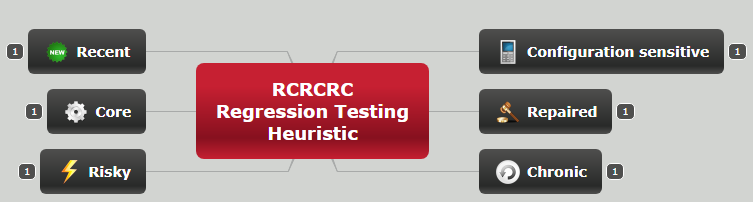 1 NEW Recent
1 Core
1 Risky
RCRCRC
Regression Testing
Heuristic
Configuration sensitive 1
Repaired 1
Chronic 1